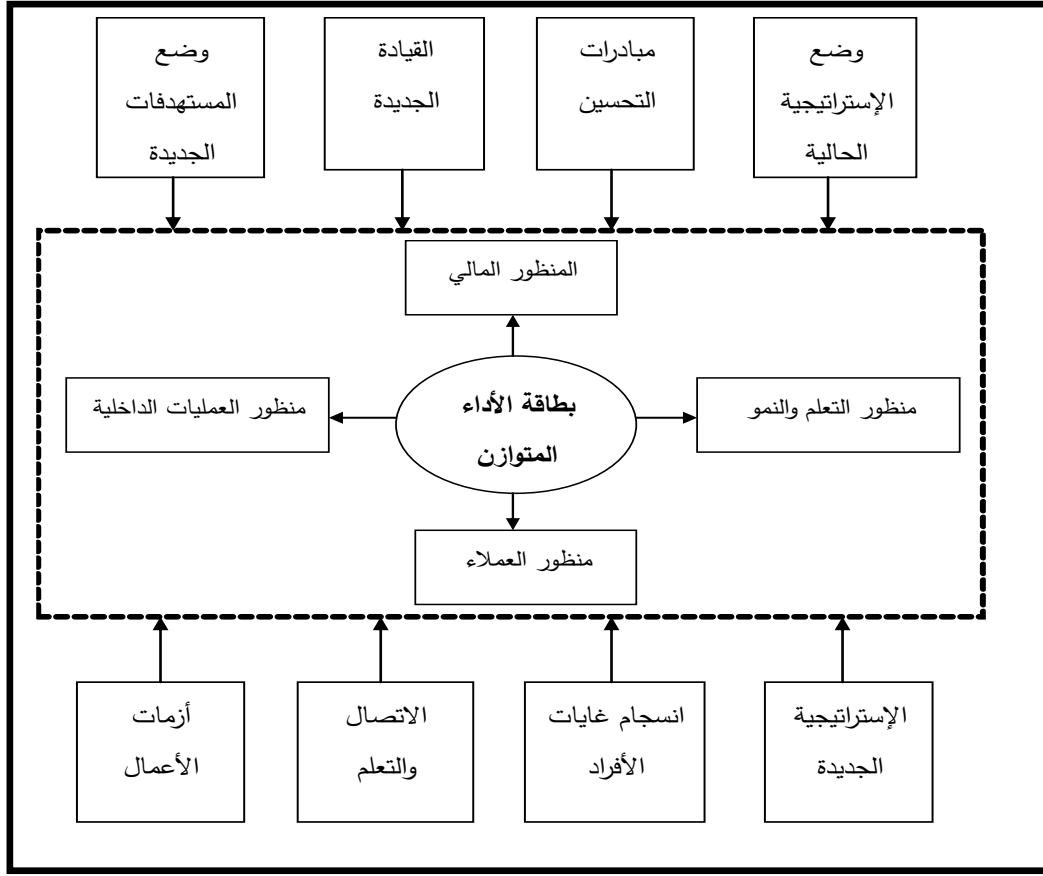 وضع
الإستراتيجية
الحالية
مبادرات
التحسين
القيادة
الجديدة
وضع
المستهدفات
الجديدة
المنظور المالي
منظور التعلم والنمو
بطاقة الأداء
المتوازن
منظور العمليات الداخلية
منظور العملاء
الإستراتيجية
الجديدة
انسجام غايات
الأفراد
الاتصال
والتعلم
أزمات
الأعمال